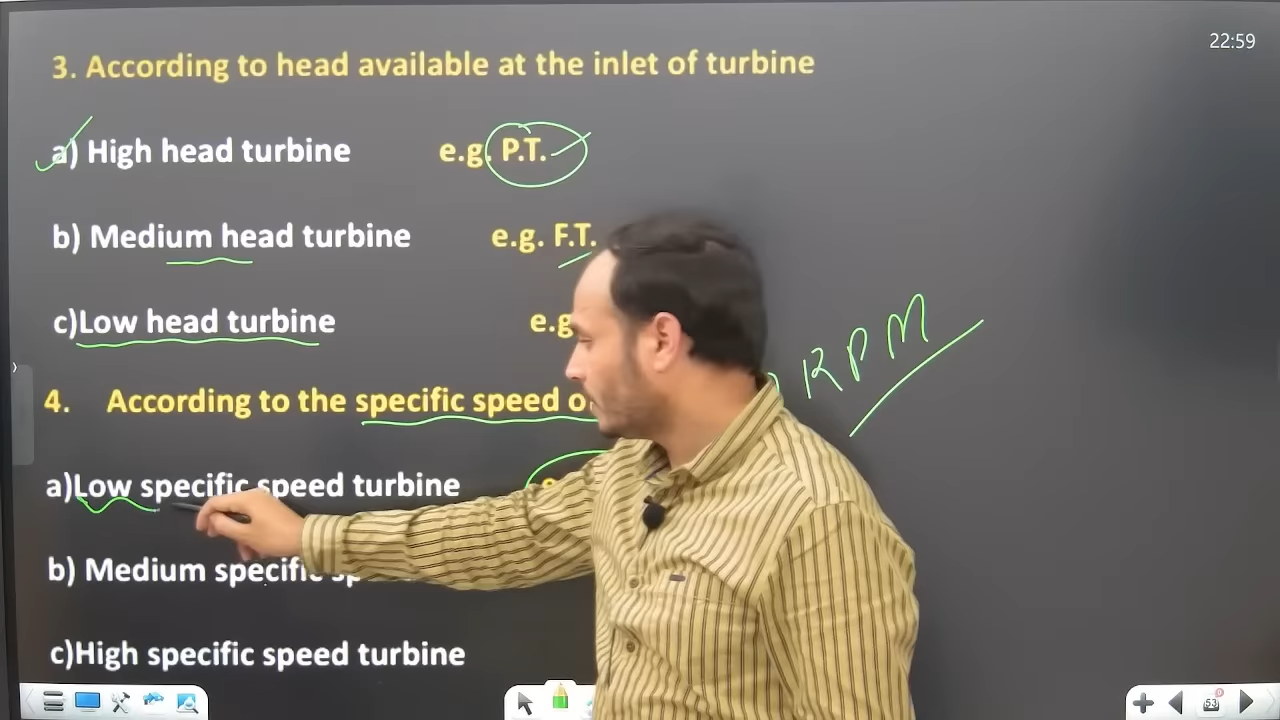 22:59
3. According to head available at the inlet of turbine
a) High head turbine e.g. P.T.
b) Medium head turbine e.g. F.T.
c)Low head turbine e.g
RPM
4. According to the specific speed
a)Low specific speed turbine
b) Medium specific
c)High specific speed turbine
53